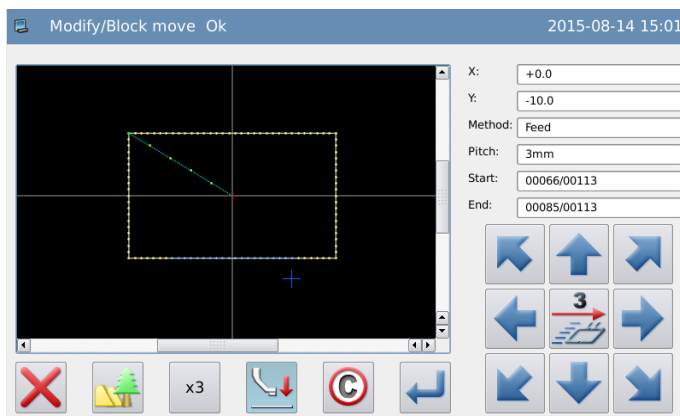 Modify/Block move Ok 2015-08-14 15:01
X: +0.0
Y: -10.0
Method: Feed
Pitch: 3mm
Start: 00066/00113
End: 00085/00113
3
x3
C